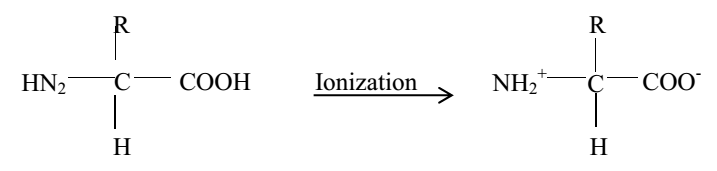 R R
HN₂ C COOH Ionization NH₂⁺ C COO⁻
H H